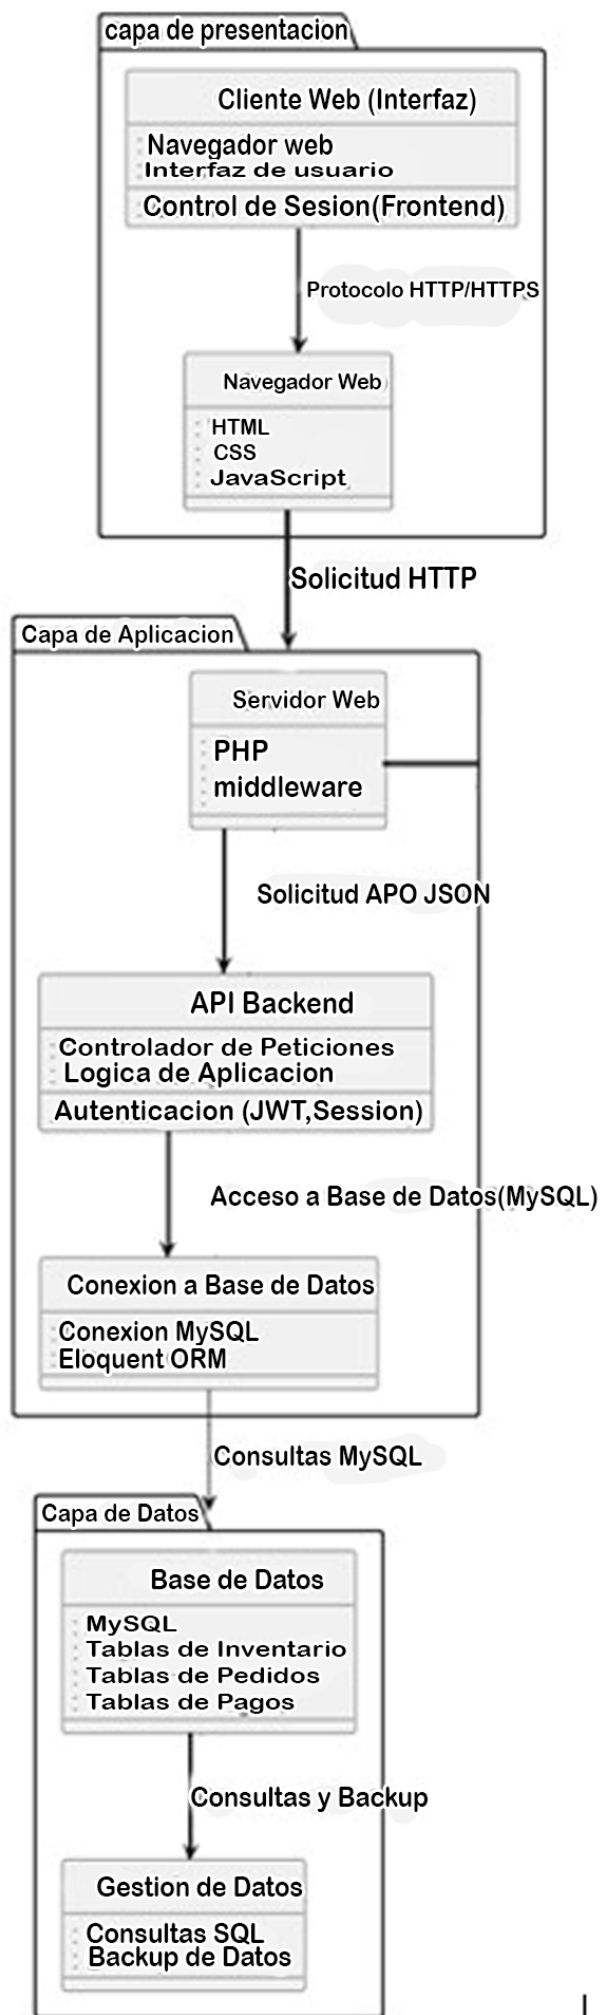 capa de presentacion
Cliente Web (Interfaz)
Navegador web
Interfaz de usuario
Control de Sesion(Frontend)
Protocolo HTTP/HTTPS
Navegador Web
HTML
CSS
JavaScript
Solicitud HTTP
Capa de Aplicacion
Servidor Web
PHP
middleware
Solicitud APO JSON
API Backend
Controlador de Peticiones
Logica de Aplicacion
Autenticacion (JWT,Session)
Acceso a Base de Datos(MySQL)
Conexion a Base de Datos
Conexion MySQL
Eloquent ORM
Consultas MySQL
Capa de Datos
Base de Datos
MySQL
Tablas de Inventario
Tablas de Pedidos
Tablas de Pagos
Consultas y Backup
Gestion de Datos
Consultas SQL
Backup de Datos